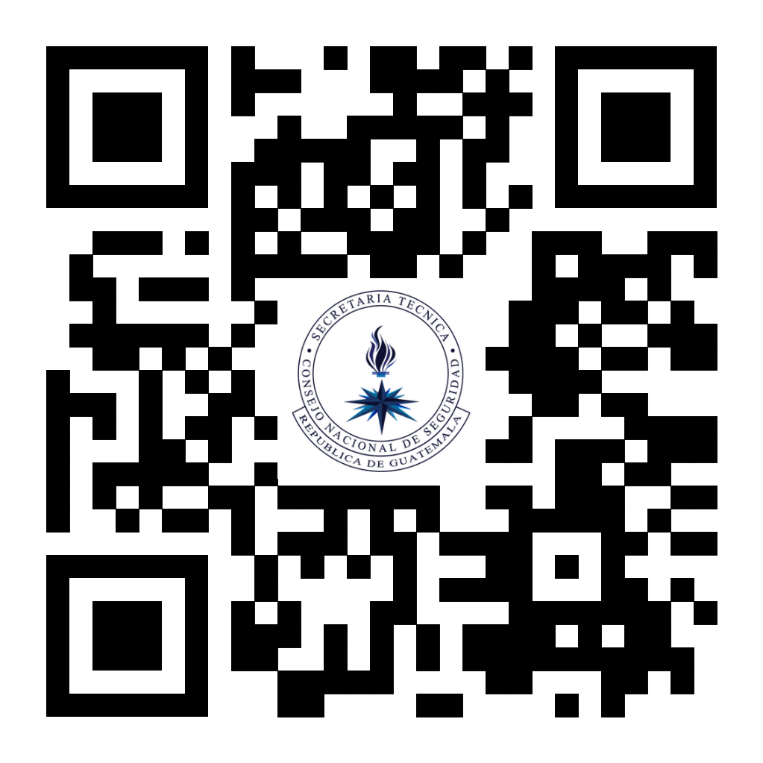 SECRETARIA TECNICA
CONSEJO NACIONAL DE SEGURIDAD
REPUBLICA DE GUATEMALA